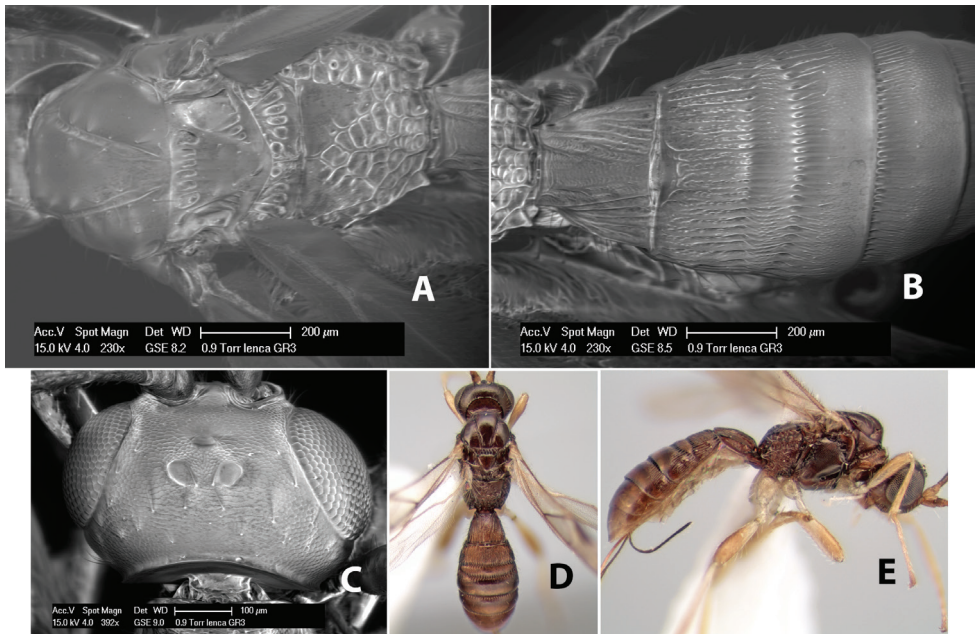 A
Acc.V Spot Magn Det WD 200 µm
15.0 kV 4.0 230x GSE 8.2 0.9 Torr lenca GR3
B
Acc.V Spot Magn Det WD 200 µm
15.0 kV 4.0 230x GSE 8.5 0.9 Torr lenca GR3
C
Acc.V Spot Magn Det WD 100 µm
15.0 kV 4.0 392x GSE 9.0 0.9 Torr lenca GR3
D
E